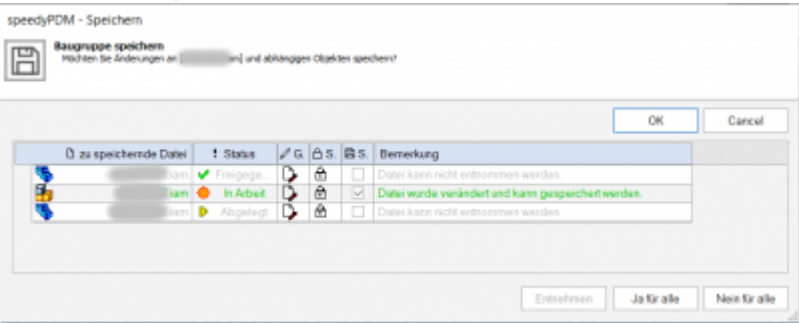 speedyPDM - Speichern
Baugruppe speichern
Möchten Sie Änderungen an [ am] und abhängigen Objekten speichern?
OK Cancel
zu speichernde Datei ! Status G. S. S. Bemerkung
iam Freigege... Datei kann nicht entnommen werden.
iam In Arbeit Datei wurde verändert und kann gespeichert werden.
iam Abgelegt Datei kann nicht entnommen werden.
Entnehmen Ja für alle Nein für alle